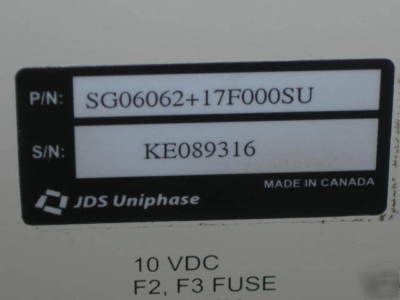 P/N: SG06062+17F000SU
S/N: KE089316
MADE IN CANADA
JDS Uniphase
10 VDC
F2, F3 FUSE